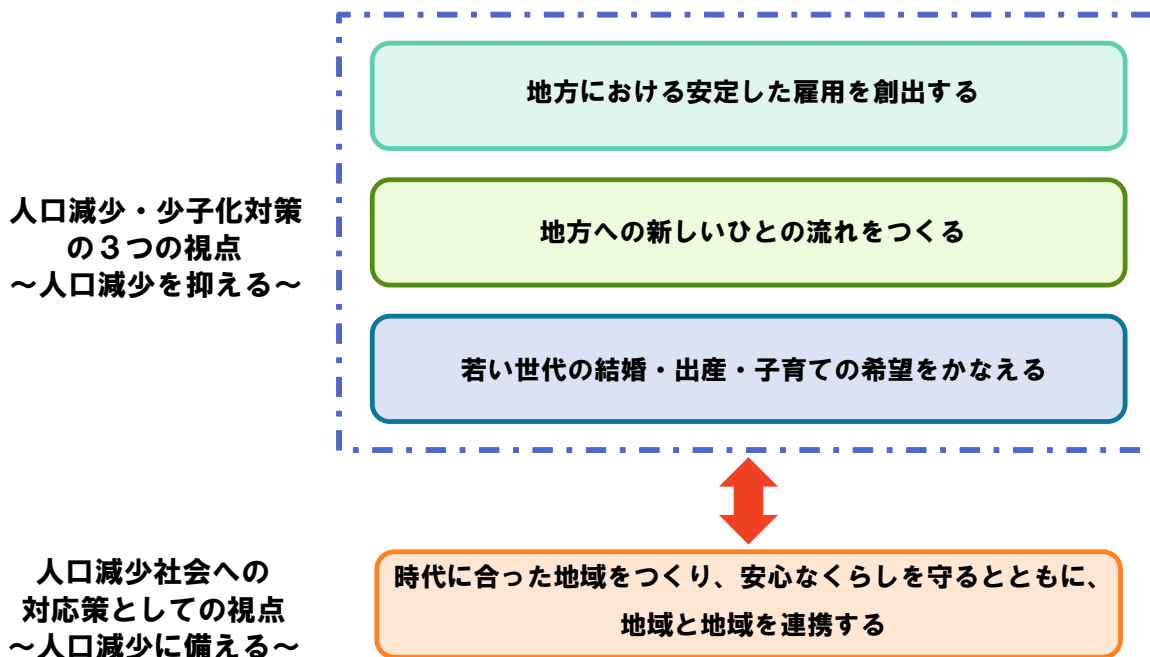 地方における安定した雇用を創出する
人口減少・少子化対策
の３つの視点
～人口減少を抑える～
地方への新しいひとの流れをつくる
若い世代の結婚・出産・子育ての希望をかなえる
人口減少社会への
対応策としての視点
～人口減少に備える～
時代に合った地域をつくり、安心なくらしを守るとともに、
地域と地域を連携する